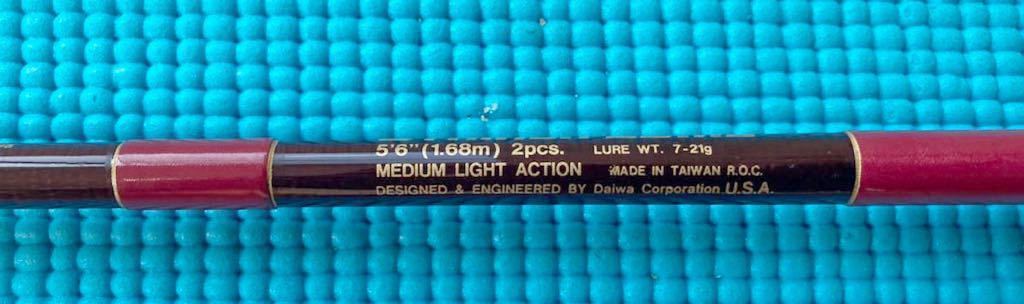 5'6"(1.68m) 2pcs. LURE WT. 7-21g
MEDIUM LIGHT ACTION MADE IN TAIWAN R.O.C.
DESIGNED & ENGINEERED BY Daiwa Corporation U.S.A.